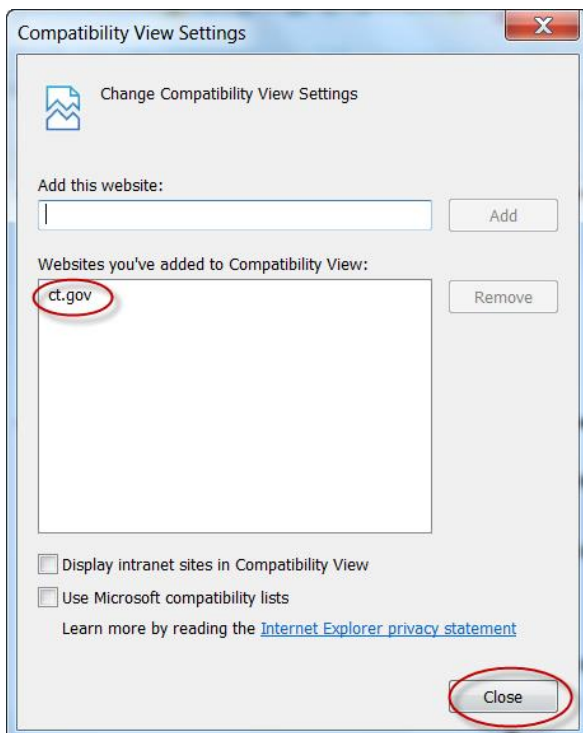 Compatibility View Settings
X
Change Compatibility View Settings
Add this website:
Add
Websites you've added to Compatibility View:
ct.gov
Remove
Display intranet sites in Compatibility View
Use Microsoft compatibility lists
Learn more by reading the Internet Explorer privacy statement
Close